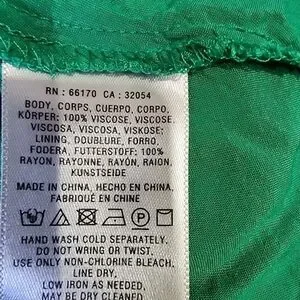 RN : 66170 CA : 32054
BODY, CORPS, CUERPO, CORPO,
KÖRPER: 100% VISCOSE, VISCOSE,
VISCOSA, VISCOSA, VISKOSE;
LINING, DOUBLURE, FORRO,
FODERA, FUTTERSTOFF: 100%
RAYON, RAYONNE, RAYÓN, RAION,
KUNSTSEIDE
MADE IN CHINA, HECHO EN CHINA,
FABRIQUÉ EN CHINE
HAND WASH COLD SEPARATELY.
DO NOT WRING OR TWIST,
USE ONLY NON-CHLORINE BLEACH,
LINE DRY,
LOW IRON AS NEEDED,
MAY BE DRY CLEANED